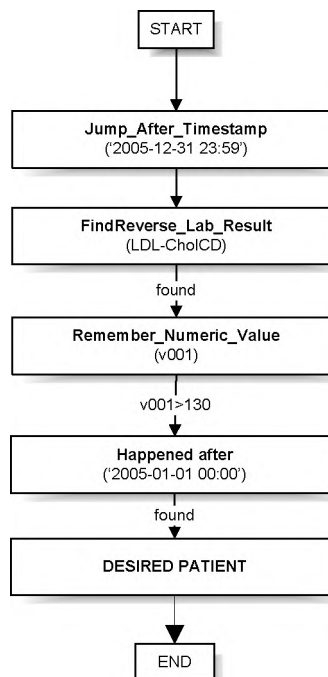 START
Jump_After_Timestamp
(‘2005-12-31 23:59’)
FindReverse_Lab_Result
(LDL-CholCD)
found
Remember_Numeric_Value
(v001)
v001>130
Happened after
(‘2005-01-01 00:00’)
found
DESIRED PATIENT
END